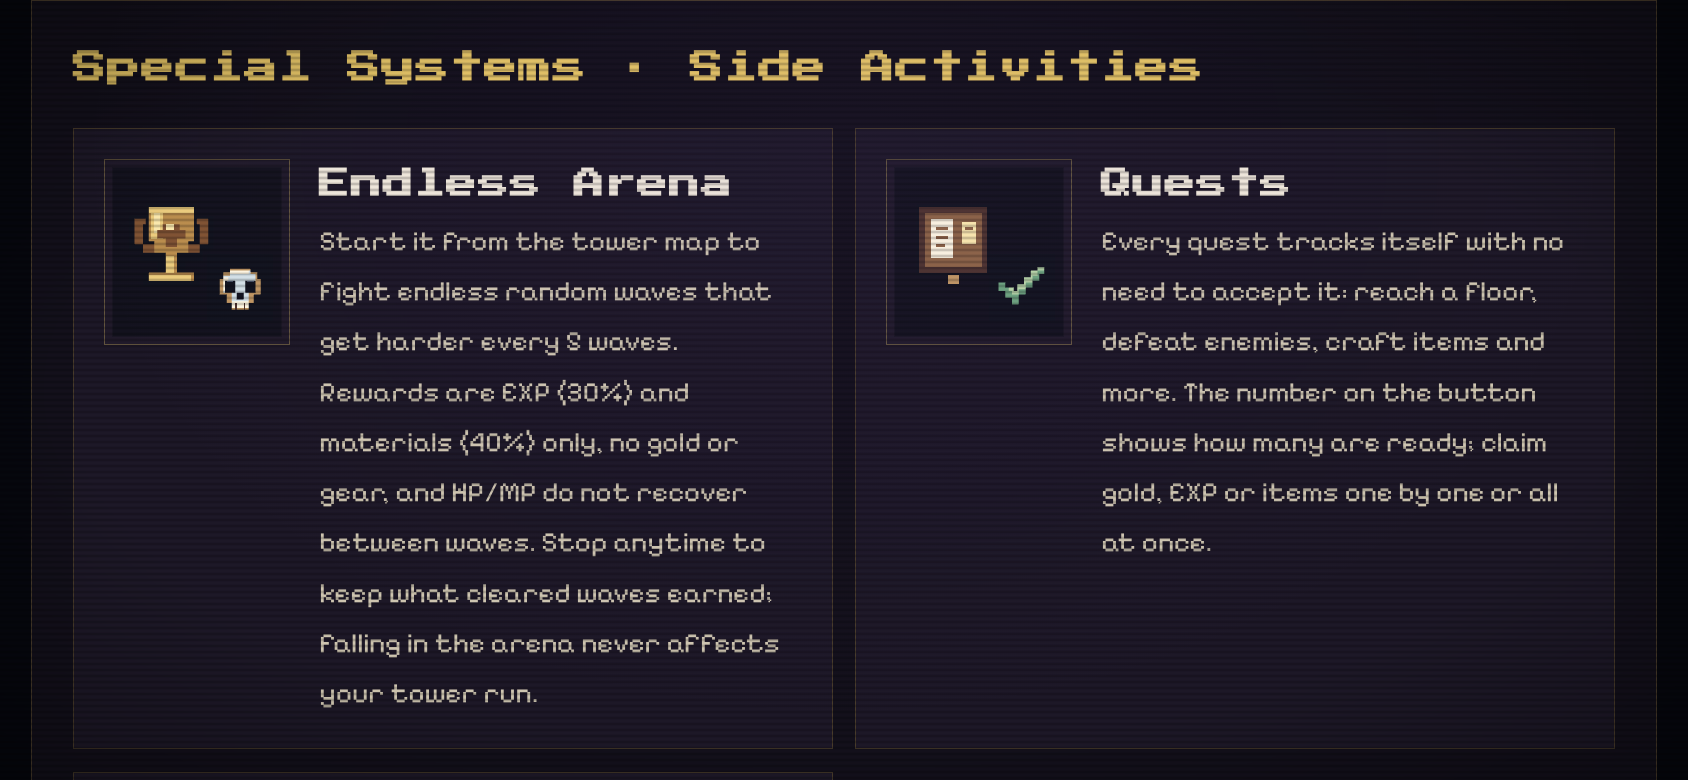 Special Systems · Side Activities
Endless Arena
Start it from the tower map to
fight endless random waves that
get harder every 8 waves.
Rewards are EXP (30%) and
materials (40%) only, no gold or
gear, and HP/MP do not recover
between waves. Stop anytime to
keep what cleared waves earned;
falling in the arena never affects
your tower run.
Quests
Every quest tracks itself with no
need to accept it: reach a floor,
defeat enemies, craft items and
more. The number on the button
shows how many are ready; claim
gold, EXP or items one by one or all
at once.